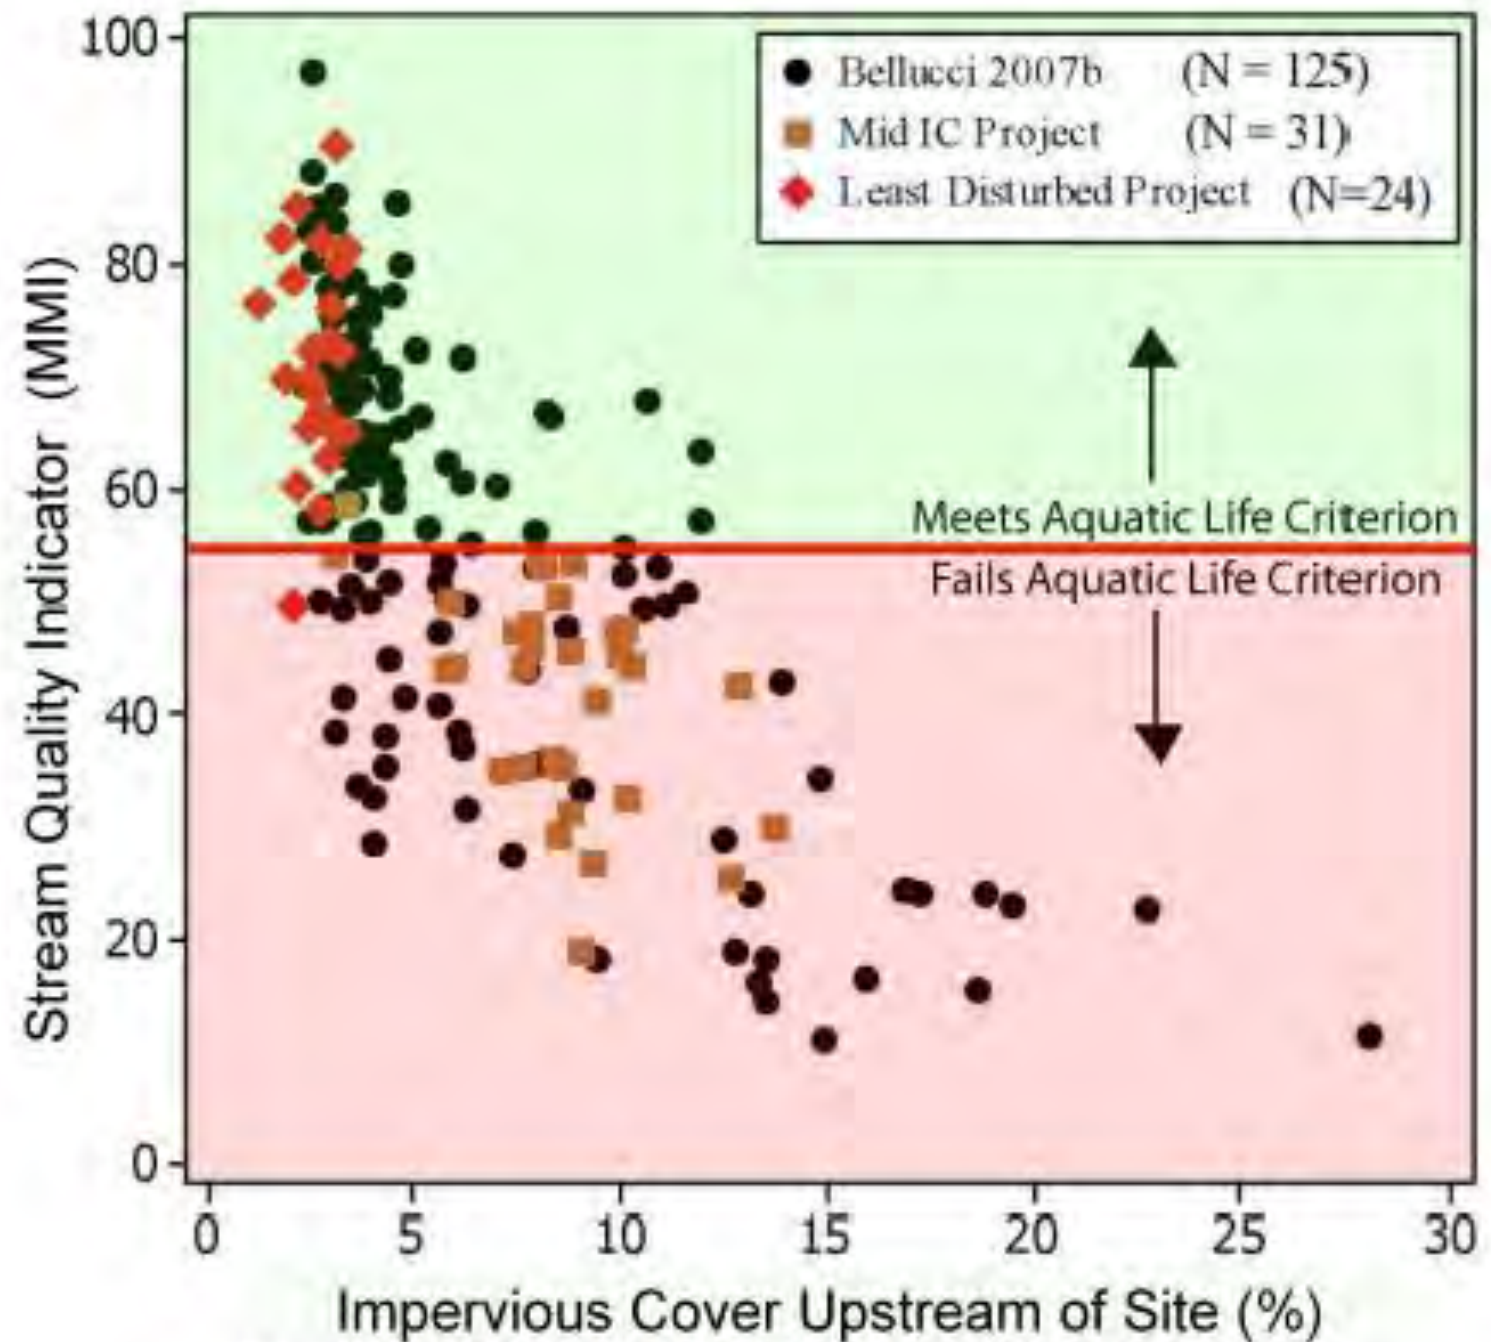 Stream Quality Indicator (MMI)
100
80
60
40
20
0
Bellucci 2007b (N = 125)
Mid IC Project (N = 31)
Least Disturbed Project (N=24)
Meets Aquatic Life Criterion
Fails Aquatic Life Criterion
0 5 10 15 20 25 30
Impervious Cover Upstream of Site (%)